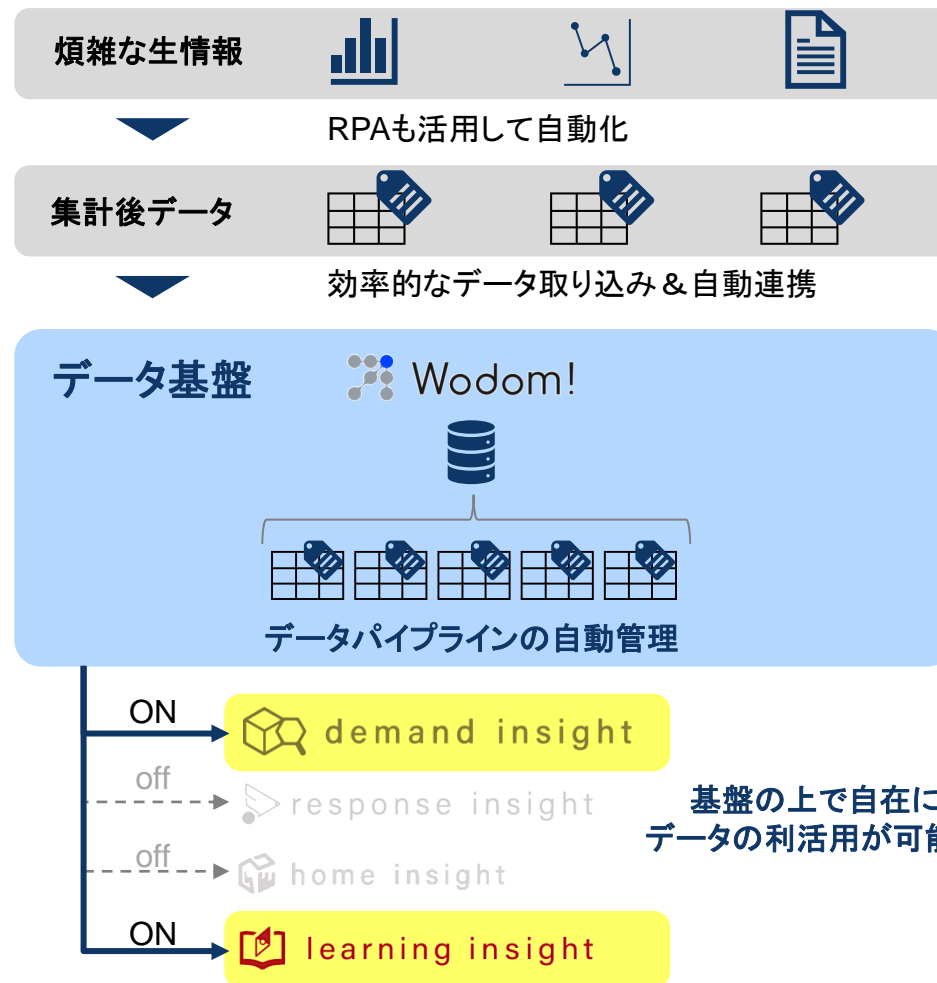 煩雑な生情報
RPAも活用して自動化
集計後データ
効率的なデータ取り込み＆自動連携
データ基盤
Wodom!
データパイプラインの自動管理
ON
demand insight
off
response insight
基盤の上で自在に
データの利活用が可能
off
home insight
ON
learning insight